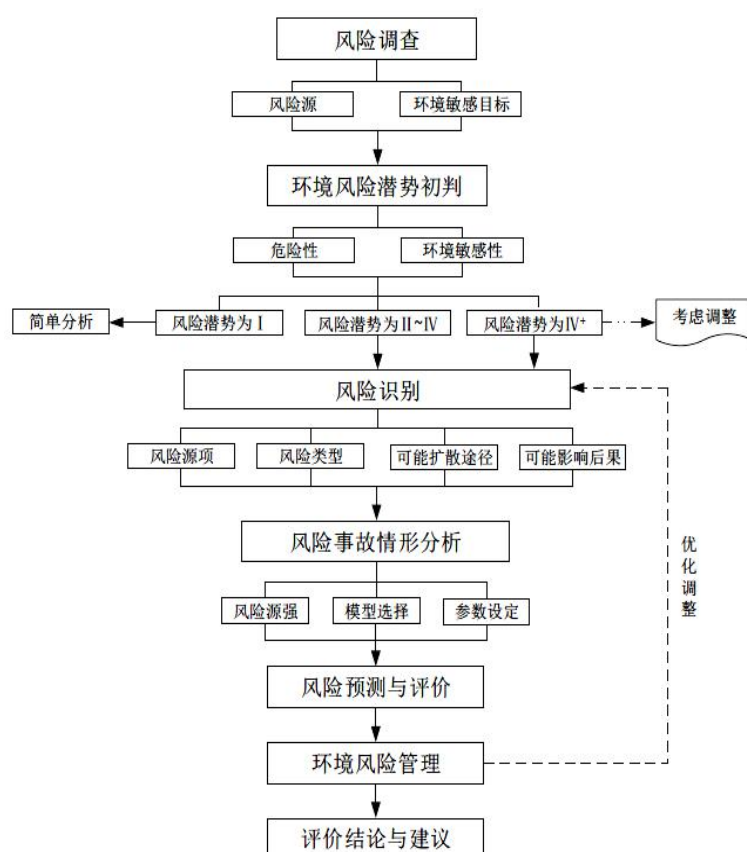 风险调查
风险源
环境敏感目标
环境风险潜势初判
危险性
环境敏感性
简单分析
风险潜势为Ⅰ
风险潜势为Ⅱ~Ⅳ
风险潜势为Ⅳ⁺
考虑调整
风险识别
风险源项
风险类型
可能扩散途径
可能影响后果
风险事故情形分析
优化调整
风险源强
模型选择
参数设定
风险预测与评价
环境风险管理
评价结论与建议